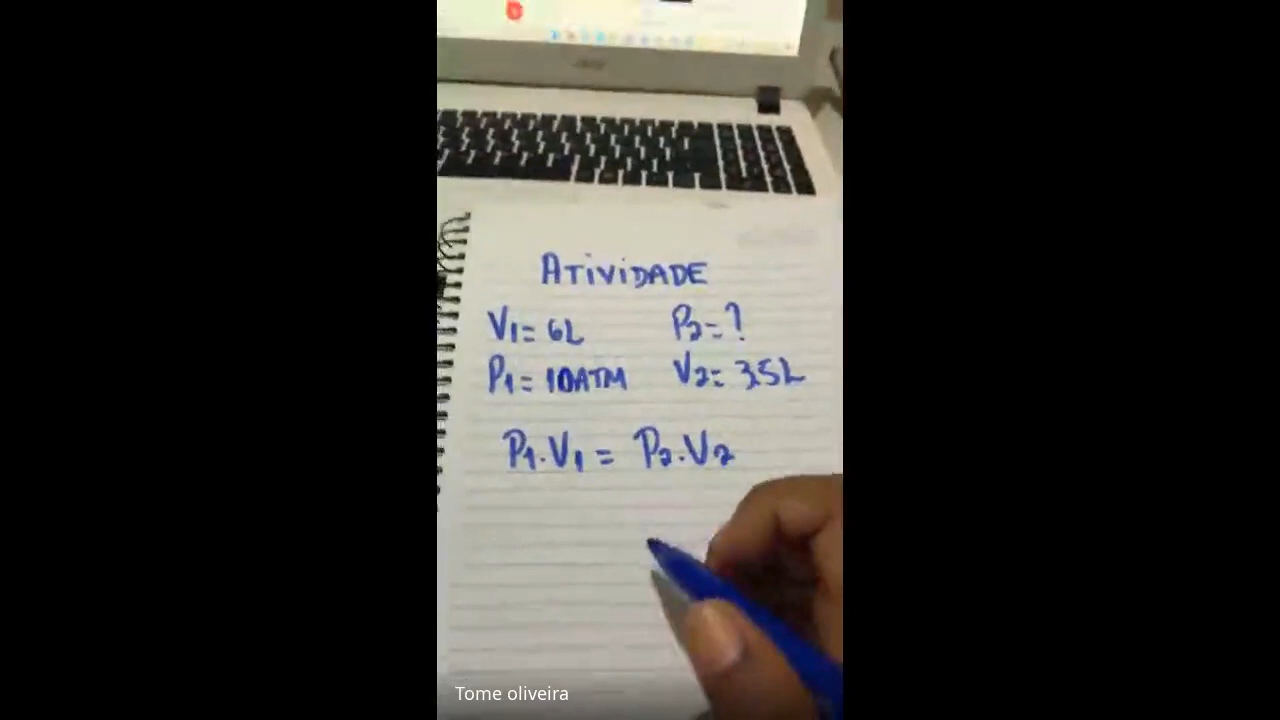 ATIVIDADE
V1= 6L P2= ?
P1= 10ATM V2= 3,5L
P1.V1 = P2.V2
Tome oliveira